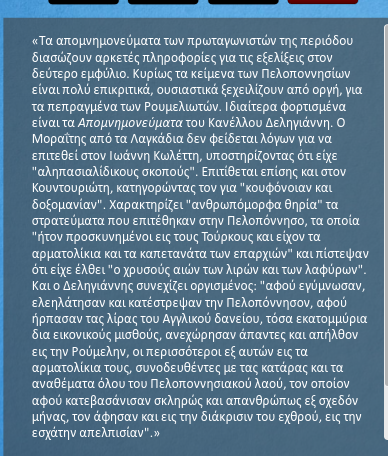 «Τα απομνημονεύματα των πρωταγωνιστών της περιόδου
διασώζουν αρκετές πληροφορίες για τις εξελίξεις στον
δεύτερο εμφύλιο. Κυρίως τα κείμενα των Πελοποννησίων
είναι πολύ επικριτικά, ουσιαστικά ξεχειλίζουν από οργή, για
τα πεπραγμένα των Ρουμελιωτών. Ιδιαίτερα φορτισμένα
είναι τα Απομνημονεύματα του Κανέλλου Δεληγιάννη. Ο
Μοραΐτης από τα Λαγκάδια δεν φείδεται λόγων για να
επιτεθεί στον Ιωάννη Κωλέττη, υποστηρίζοντας ότι είχε
"αληπασιαλίδικους σκοπούς". Επιτίθεται επίσης και στον
Κουντουριώτη, κατηγορώντας τον για "κουφόνοιαν και
δοξομανίαν". Χαρακτηρίζει "ανθρωπόμορφα θηρία" τα
στρατεύματα που επιτέθηκαν στην Πελοπόννησο, τα οποία
"ήτον προσκυνημένοι εις τους Τούρκους και είχον τα
αρματολίκια και τα καπετανάτα των επαρχιών" και πίστεψαν
ότι είχε έλθει "ο χρυσούς αιών των λιρών και των λαφύρων".
Και ο Δεληγιάννης συνεχίζει οργισμένος: "αφού εγύμνωσαν,
ελεηλάτησαν και κατέστρεψαν την Πελοπόννησον, αφού
ήρπασαν τας λίρας του Αγγλικού δανείου, τόσα εκατομμύρια
δια εικονικούς μισθούς, ανεχώρησαν άπαντες και απήλθον
εις την Ρούμελην, οι περισσότεροι εξ αυτών εις τα
αρματολίκια τους, συνοδευθέντες με τας κατάρας και τα
αναθέματα όλου του Πελοποννησιακού λαού, τον οποίον
αφού κατεβασάνισαν σκληρώς και απανθρώπως εξ σχεδόν
μήνας, τον άφησαν και εις την διάκρισιν του εχθρού, εις την
εσχάτην απελπισίαν".»